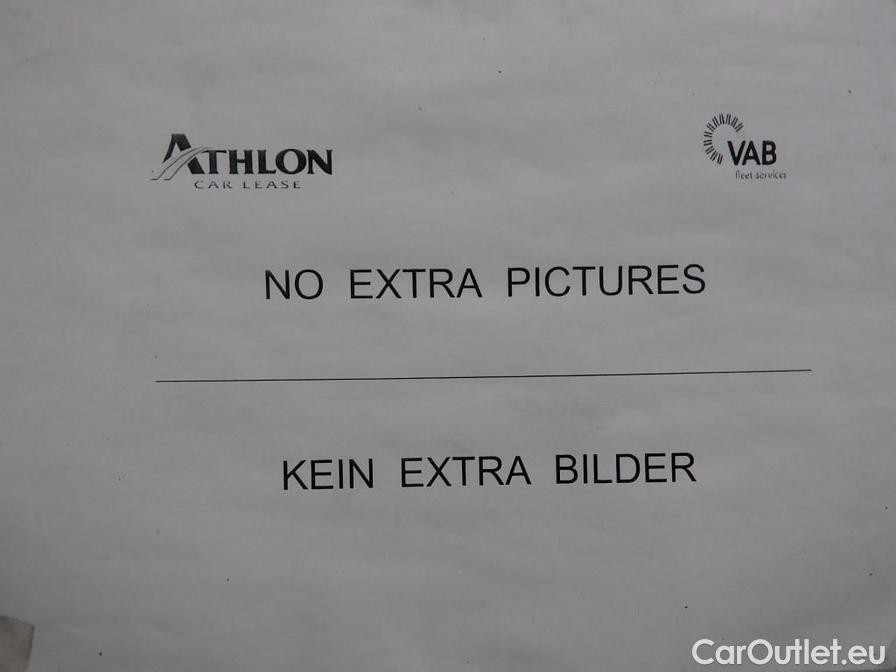 ATHLON
CAR LEASE
VAB
fleet services
NO EXTRA PICTURES
KEIN EXTRA BILDER
CarOutlet.eu